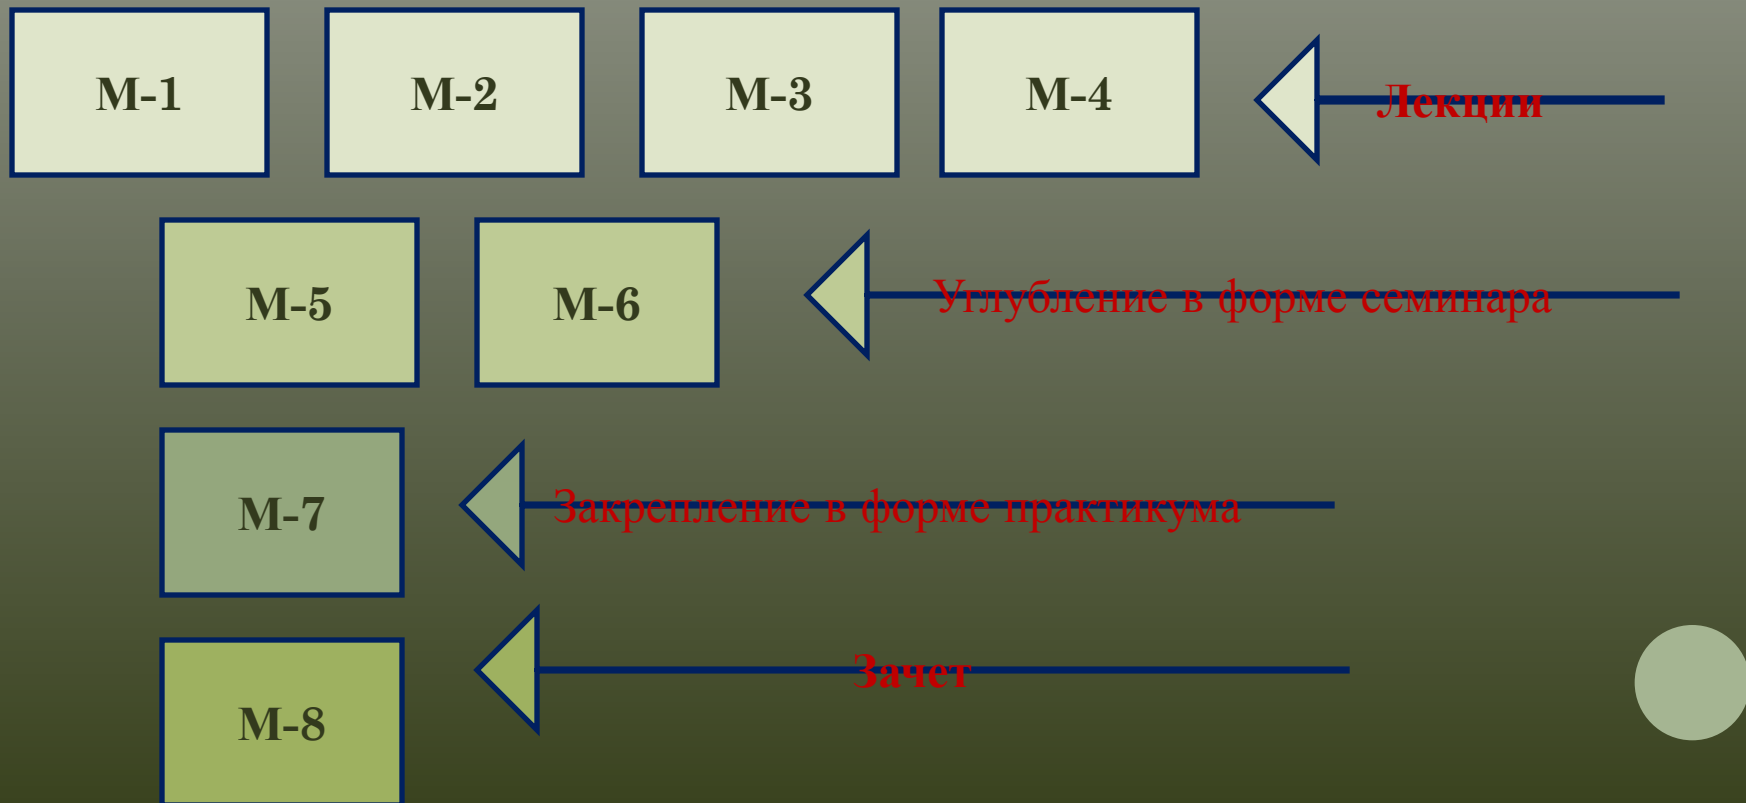 М-1 М-2 М-3 М-4 Лекции
М-5 М-6 Углубление в форме семинара
М-7 Закрепление в форме практикума
М-8 Зачет